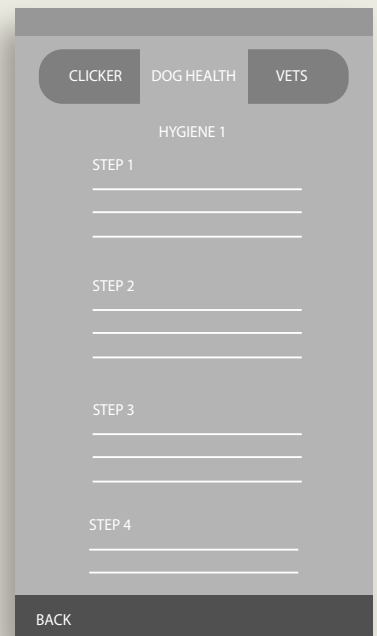 CLICKER DOG HEALTH VETS
HYGIENE 1
STEP 1
STEP 2
STEP 3
STEP 4
BACK